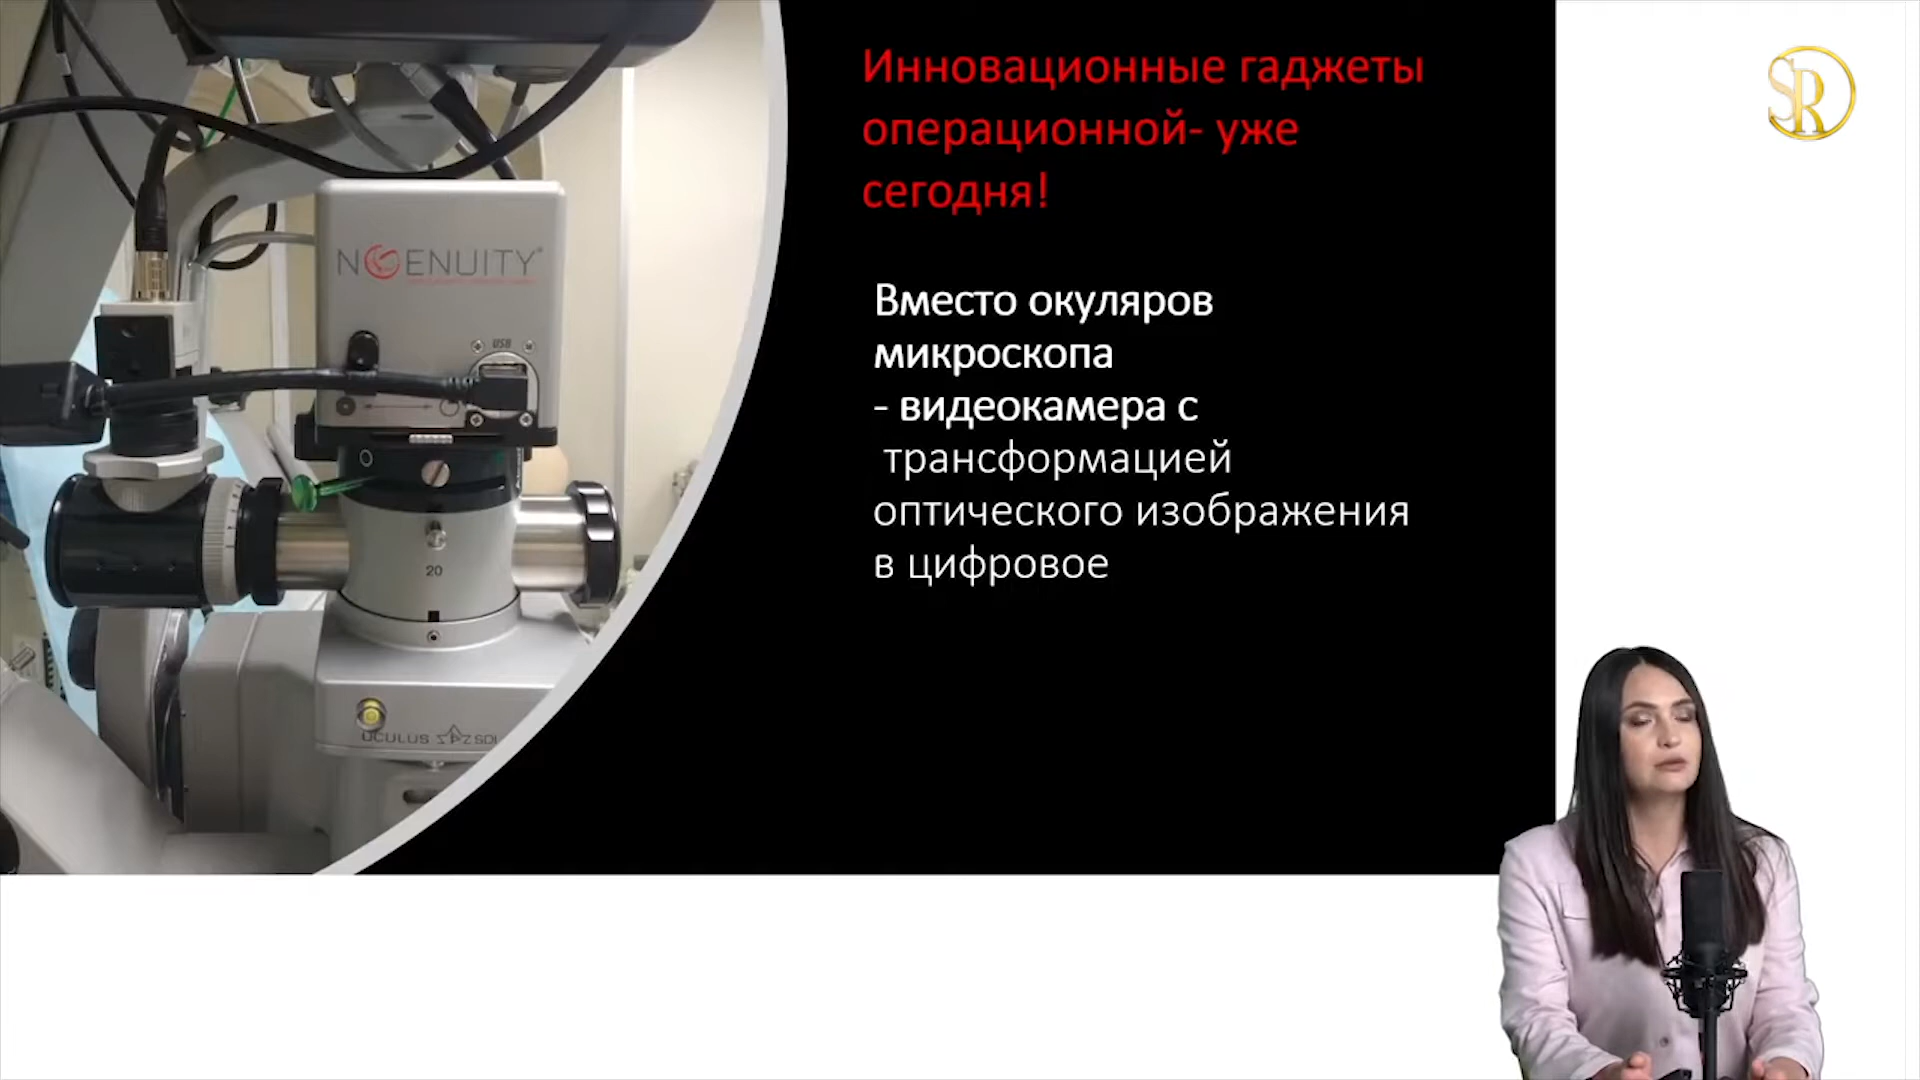 Инновационные гаджеты
операционной- уже
сегодня!
SR
Вместо окуляров
микроскопа
- видеокамера с
трансформацией
оптического изображения
в цифровое
NGENUITY
USB
20
OCULUS
SDI